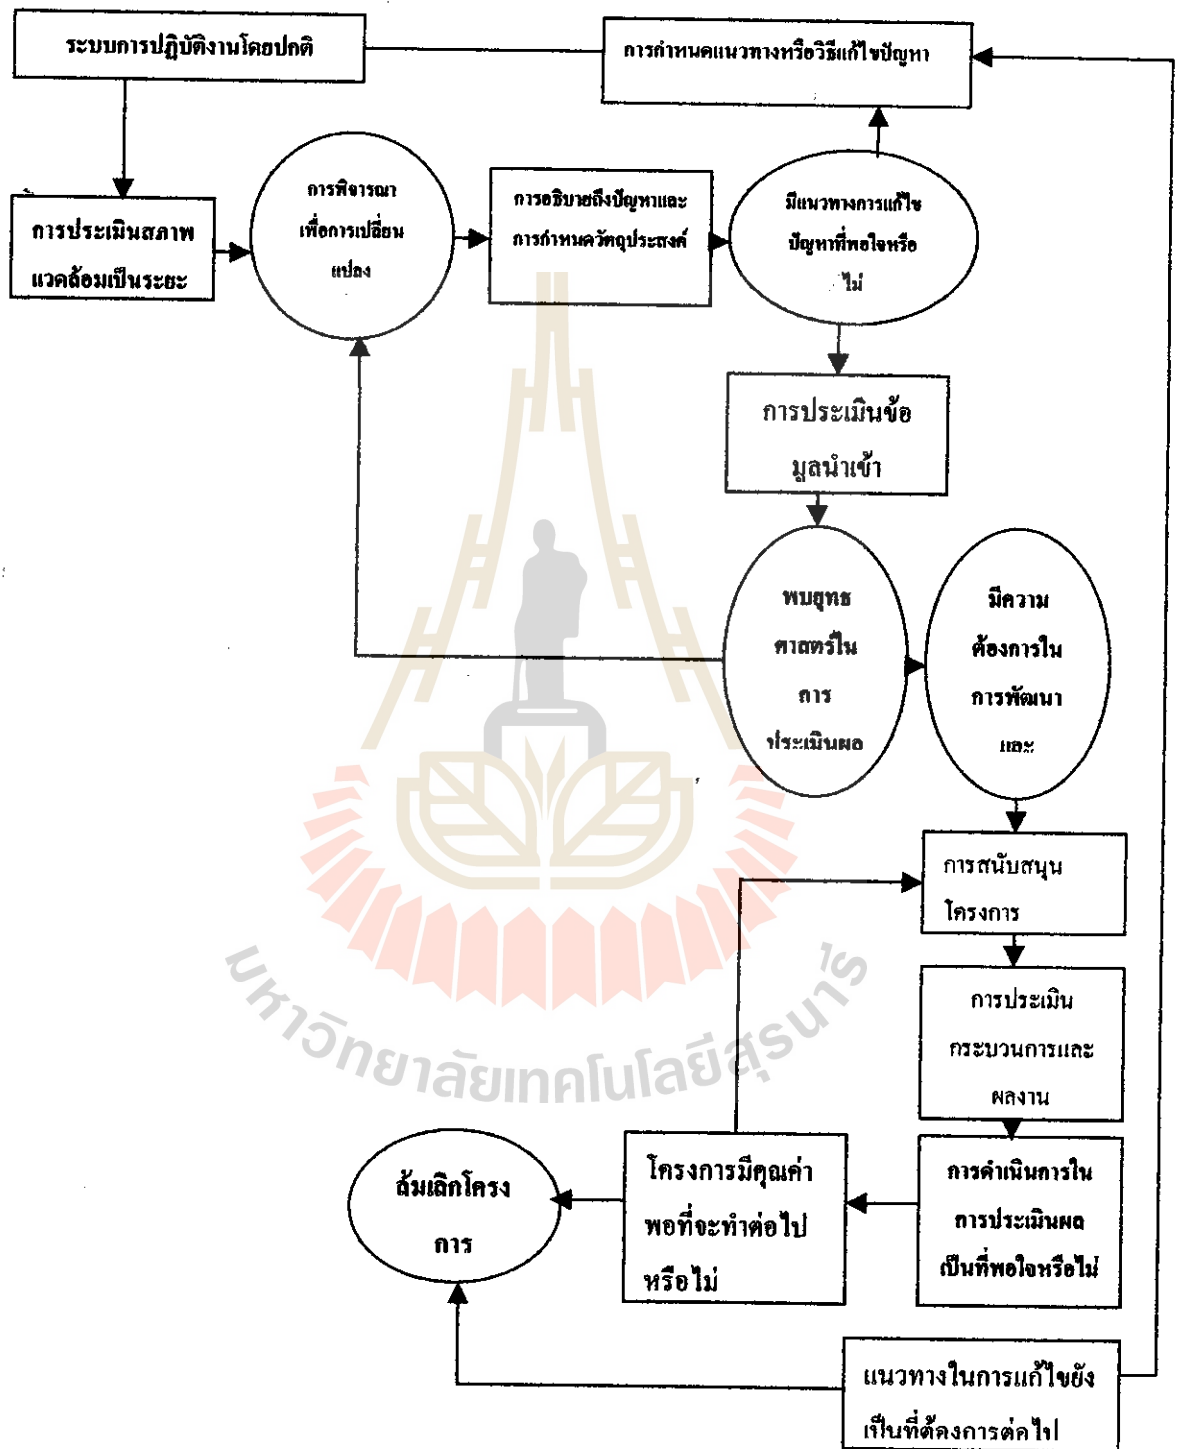 ระบบการปฏิบัติงานโดยปกติ
การกำหนดแนวทางหรือวิธีแก้ไขปัญหา
การประเมินสภาพ
แวดล้อมเป็นระยะ
การพิจารณา
เพื่อการเปลี่ยน
แปลง
การอธิบายถึงปัญหาและ
การกำหนดวัตถุประสงค์
มีแนวทางการแก้ไข
ปัญหาที่พอใจหรือ
ไม่
การประเมินข้อ
มูลนำเข้า
พบยุทธ
ศาสตร์ใน
การ
ประเมินผล
มีความ
ต้องการใน
การพัฒนา
และ
การสนับสนุน
โครงการ
การประเมิน
กระบวนการและ
ผลงาน
การดำเนินการใน
การประเมินผล
เป็นที่พอใจหรือไม่
โครงการมีคุณค่า
พอที่จะทำต่อไป
หรือไม่
ล้มเลิกโครง
การ
แนวทางในการแก้ไขยัง
เป็นที่ต้องการต่อไป
มหาวิทยาลัยเทคโนโลยีสุรนารี